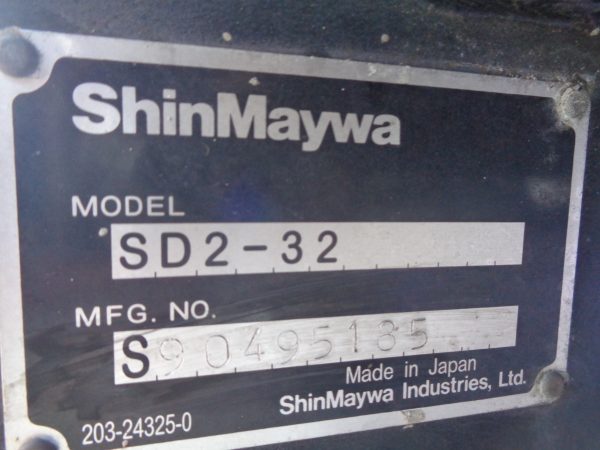 ShinMaywa
MODEL
SD2-32
MFG. NO.
S90495185
Made in Japan
ShinMaywa Industries, Ltd.
203-24325-0